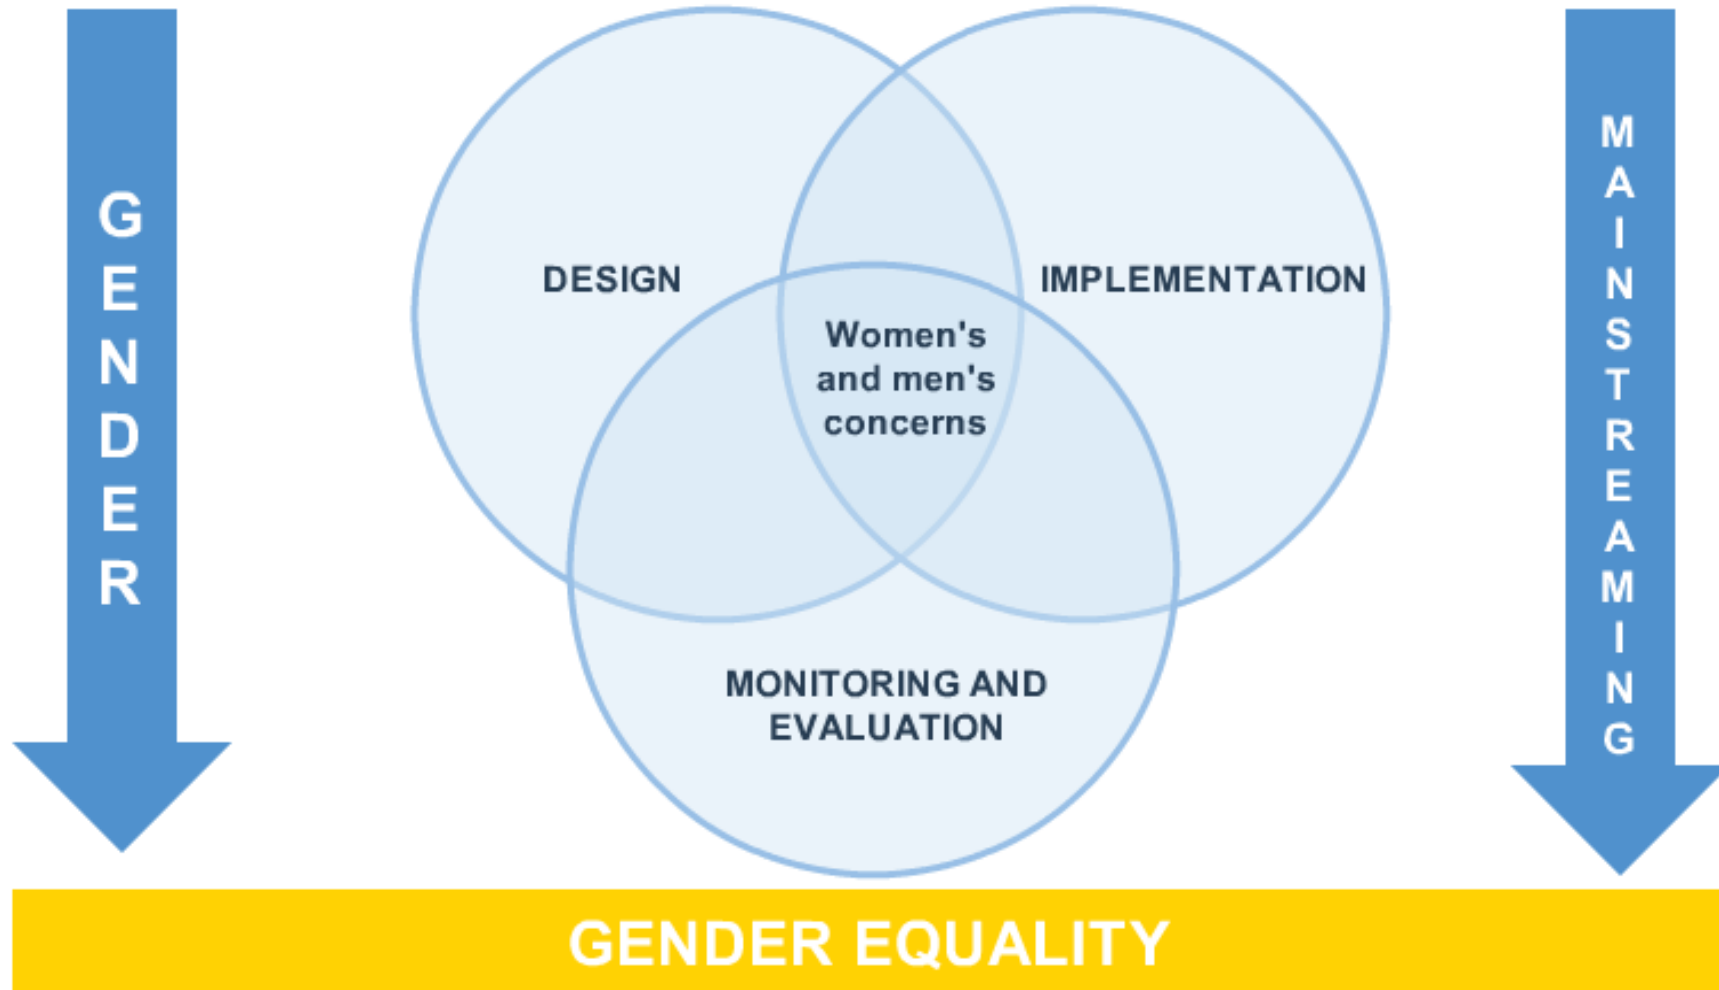 GENDER
MAINSTREAMING
DESIGN
IMPLEMENTATION
Women's
and men's
concerns
MONITORING AND
EVALUATION
GENDER EQUALITY